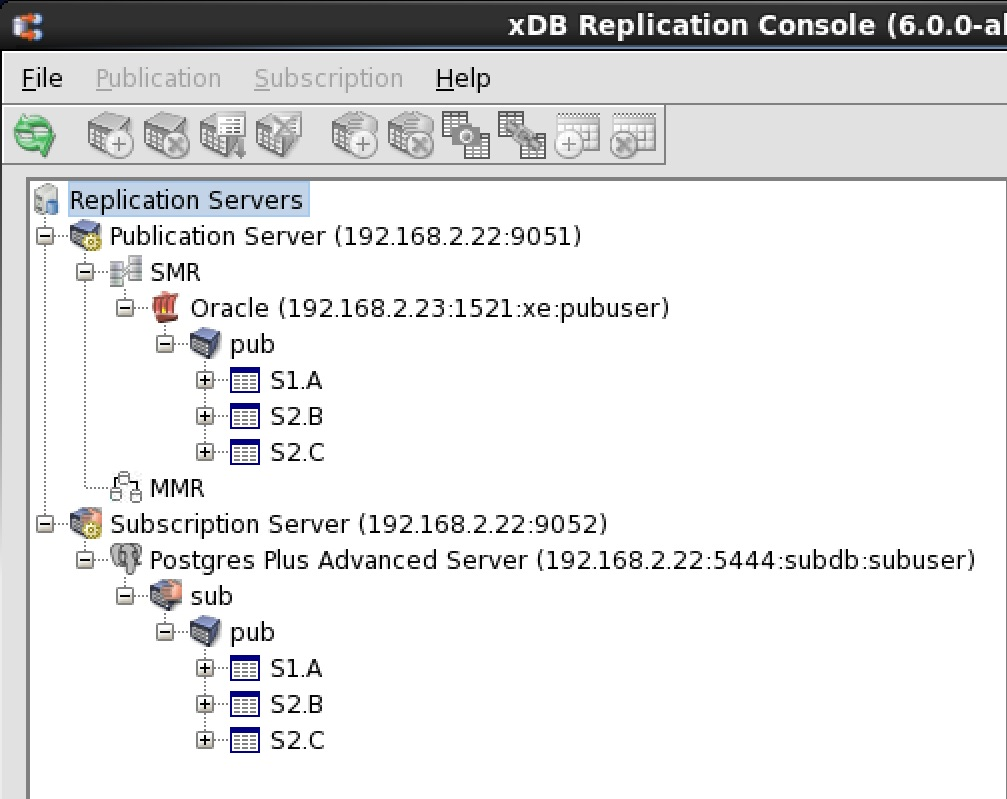 xDB Replication Console (6.0.0-al
File Publication Subscription Help
Replication Servers
Publication Server (192.168.2.22:9051)
SMR
Oracle (192.168.2.23:1521:xe:pubuser)
pub
S1.A
S2.B
S2.C
MMR
Subscription Server (192.168.2.22:9052)
Postgres Plus Advanced Server (192.168.2.22:5444:subdb:subuser)
sub
pub
S1.A
S2.B
S2.C